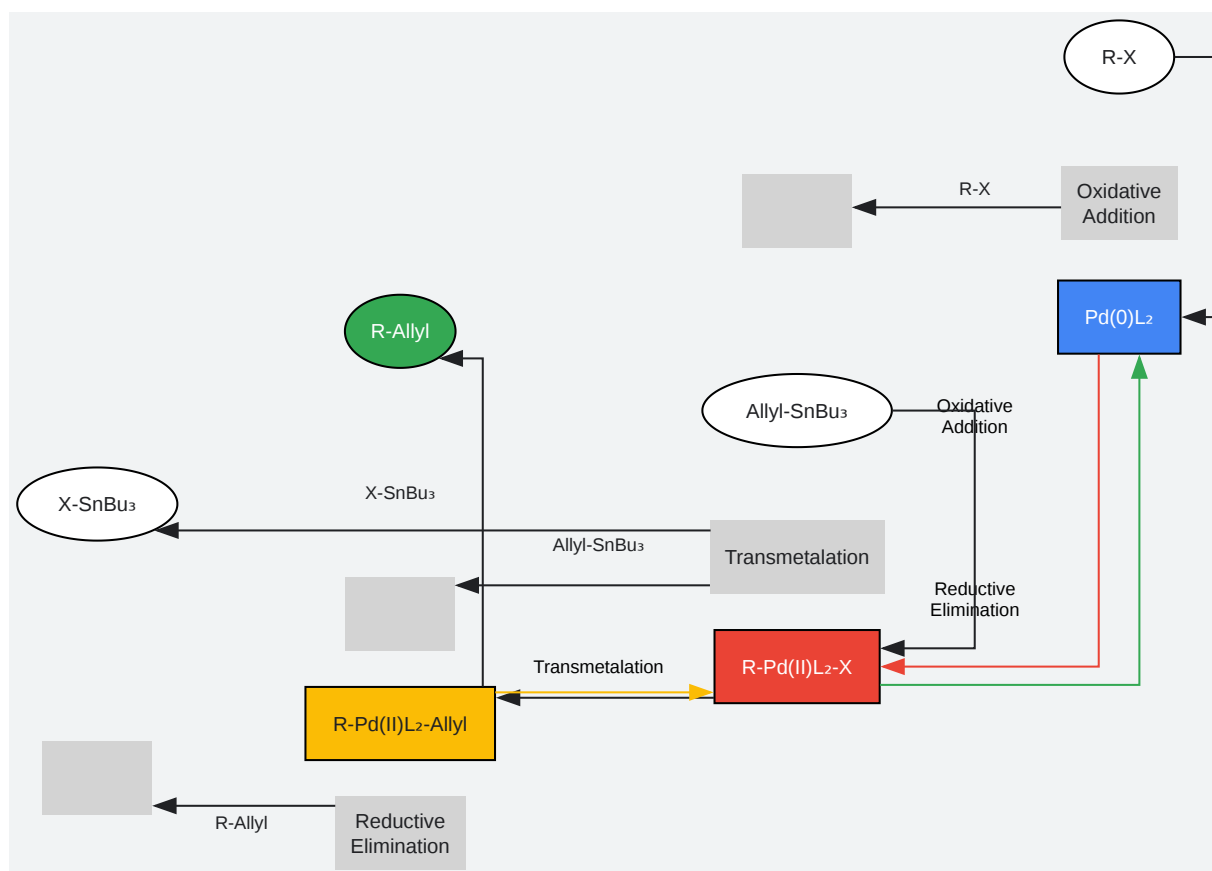 R-X
R-X
Oxidative
Addition
Pd(0)L₂
R-Allyl
Allyl-SnBu₃
Oxidative
Addition
X-SnBu₃
X-SnBu₃
Allyl-SnBu₃
Transmetalation
Reductive
Elimination
Transmetalation
R-Pd(II)L₂-X
R-Pd(II)L₂-Allyl
R-Allyl
Reductive
Elimination